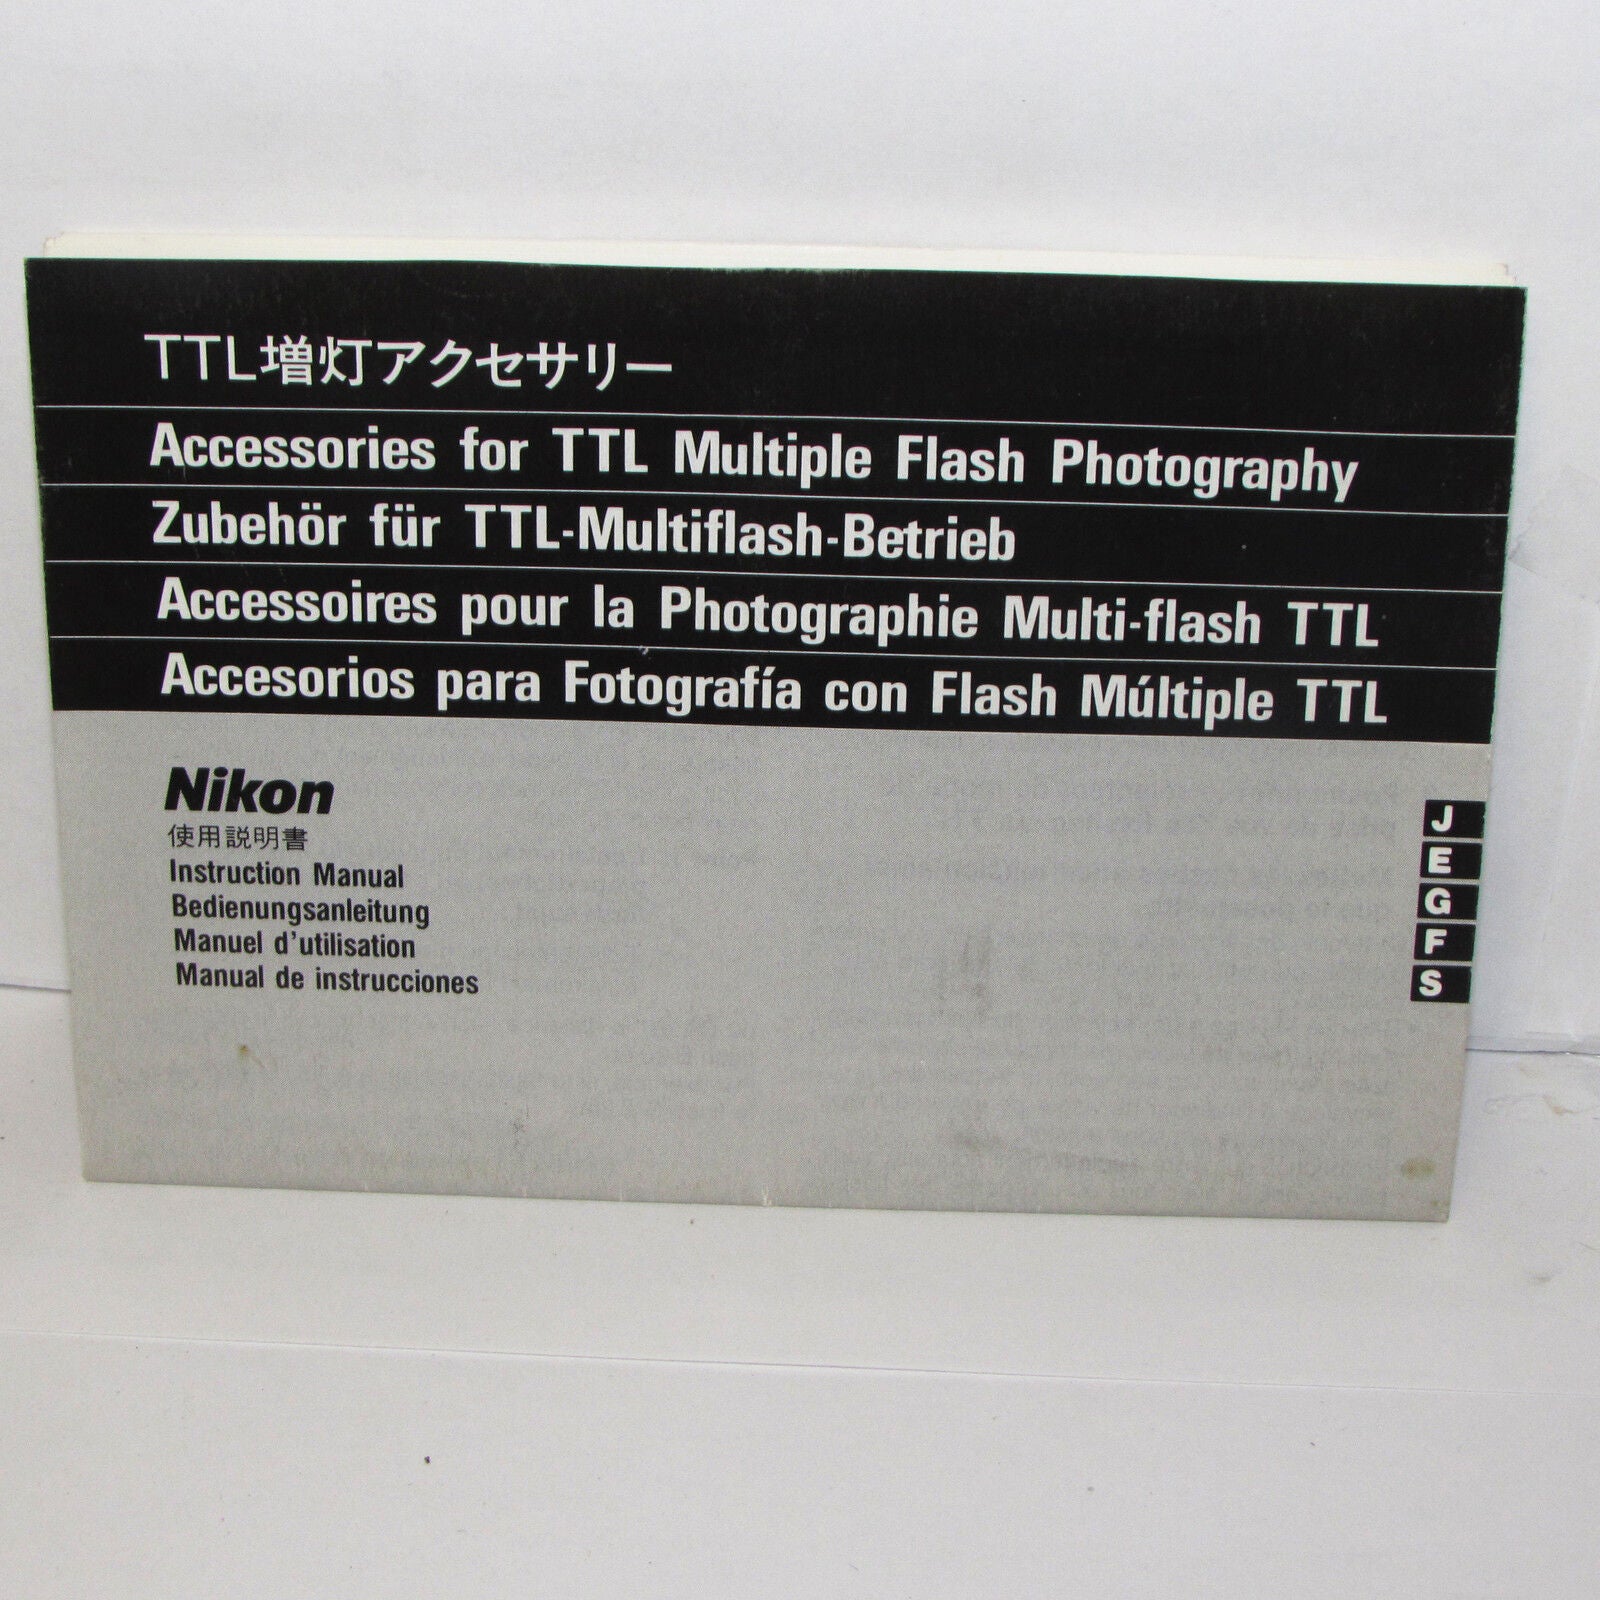 TTL増灯アクセサリー
Accessories for TTL Multiple Flash Photography
Zubehör für TTL-Multiflash-Betrieb
Accessoires pour la Photographie Multi-flash TTL
Accesorios para Fotografía con Flash Múltiple TTL
Nikon
使用説明書
Instruction Manual
Bedienungsanleitung
Manuel d'utilisation
Manual de instrucciones
J
E
G
F
S